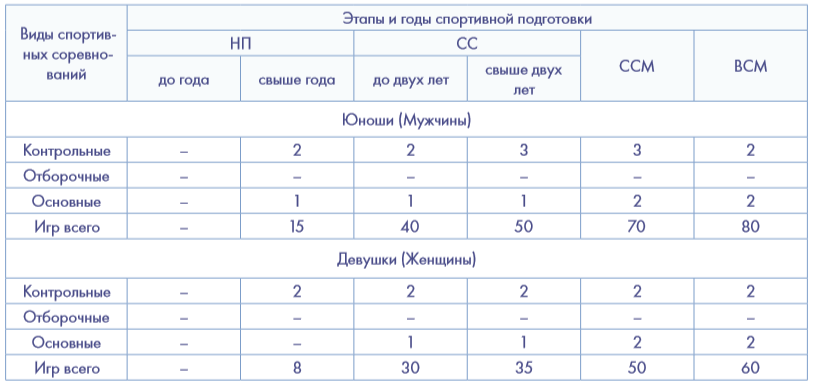 Виды спортив-
ных соревно-
ваний
Этапы и годы спортивной подготовки
НП СС ССМ ВСМ
до года свыше года до двух лет свыше двух
лет
Юноши (Мужчины)
Контрольные – 2 2 3 3 2
Отборочные – – – – – –
Основные – 1 1 1 2 2
Игр всего – 15 40 50 70 80
Девушки (Женщины)
Контрольные – 2 2 2 2 2
Отборочные – – – – – –
Основные – – 1 1 2 2
Игр всего – 8 30 35 50 60